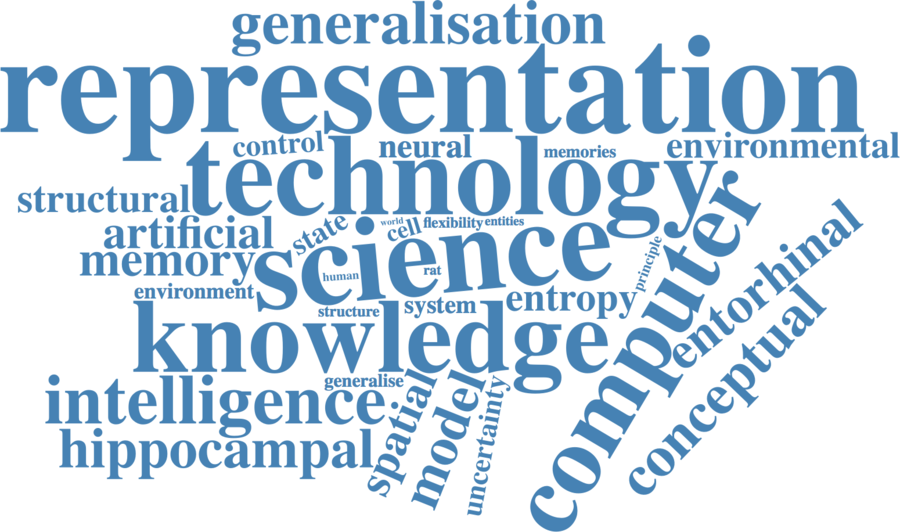 generalisation
representation
control
neural
memories
environmental
technology
structural
artificial
state
world
cell
flexibility
entities
science
memory
human
rat
principle
computer
entorhinal
environment
structure
system
entropy
knowledge
conceptual
generalise
intelligence
spatial
model
uncertainty
hippocampal